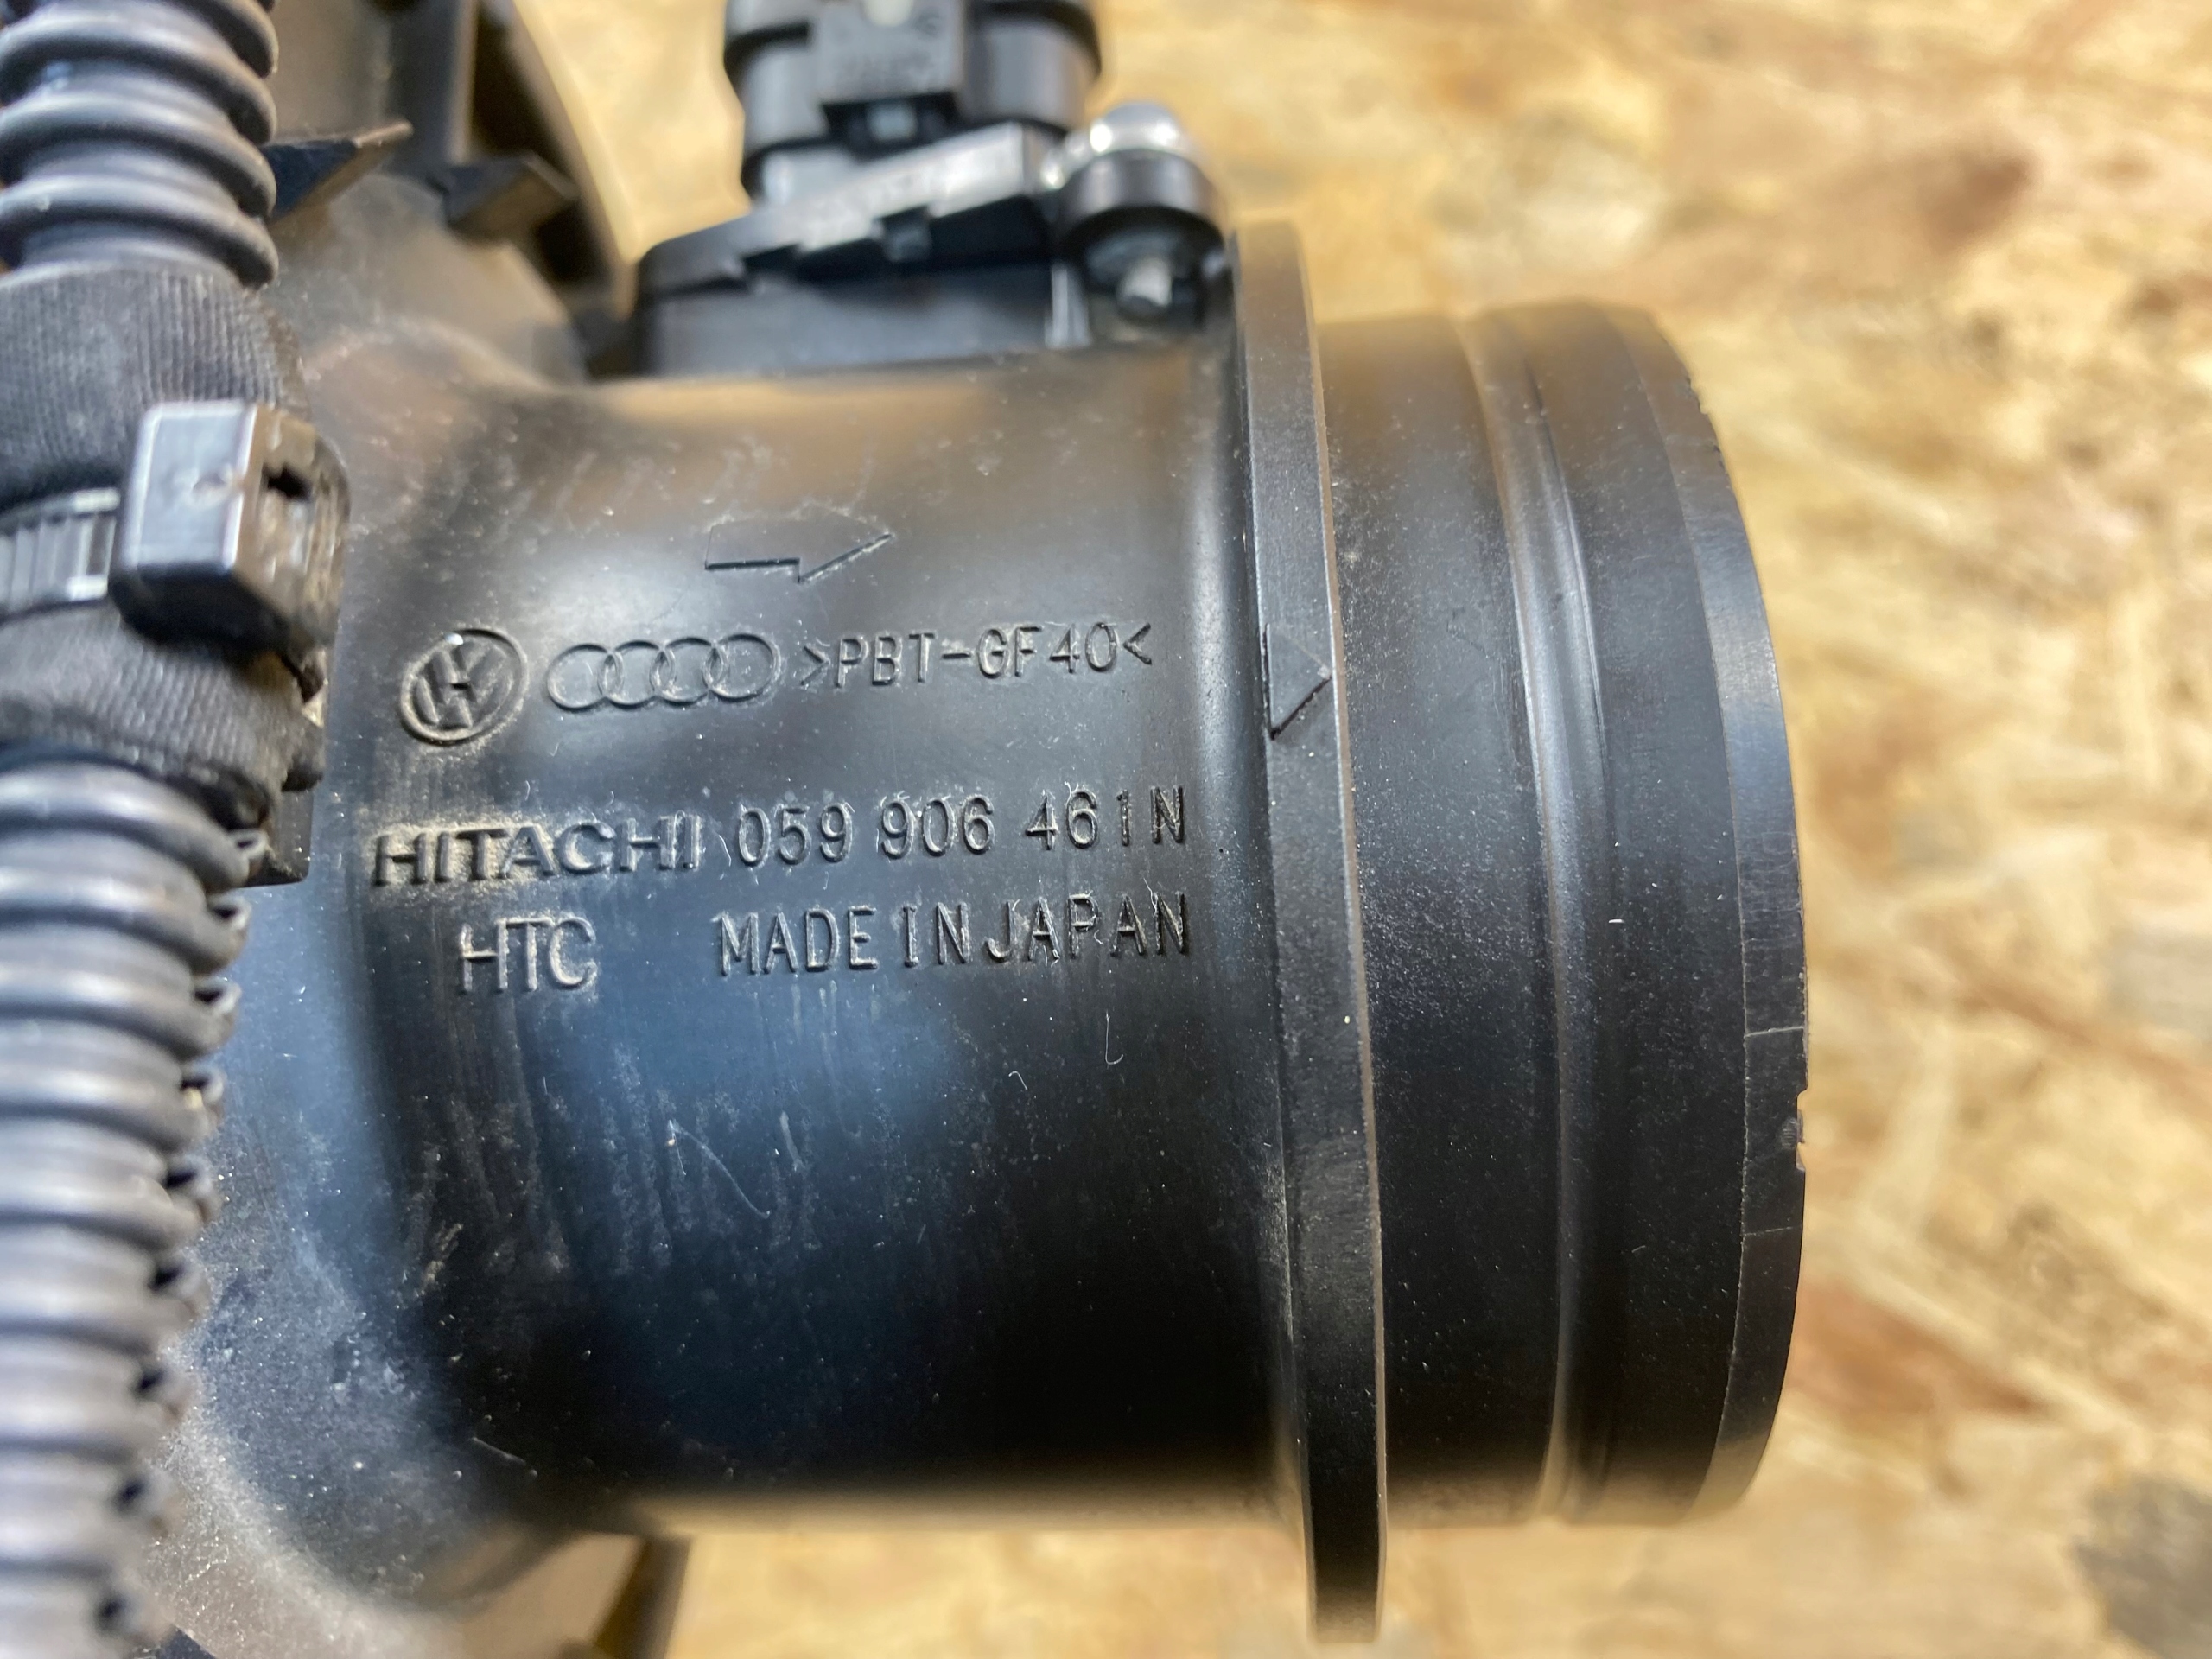 >PBT-GF40<
HITACHI 059 906 461N
HTC MADE IN JAPAN